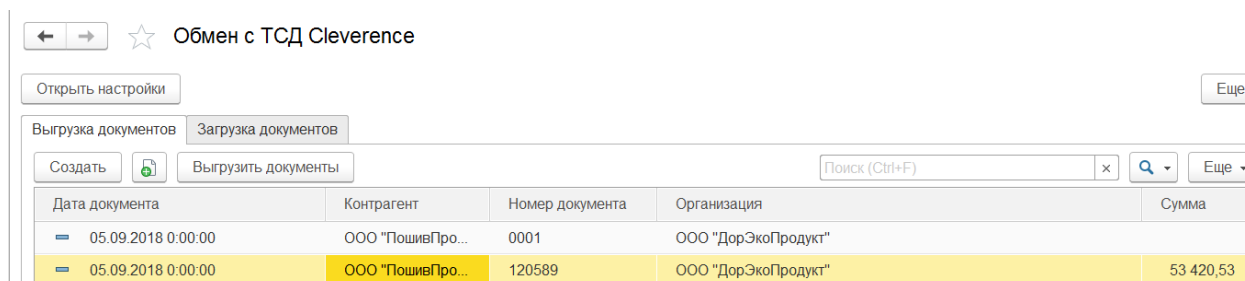 Обмен с ТСД Cleverence
Открыть настройки Еще
Выгрузка документов Загрузка документов
Создать Выгрузить документы Поиск (Ctrl+F) × Еще
Дата документа Контрагент Номер документа Организация Сумма
05.09.2018 0:00:00 ООО "ПошивПро... 0001 ООО "ДорЭкоПродукт"
05.09.2018 0:00:00 ООО "ПошивПро... 120589 ООО "ДорЭкоПродукт" 53 420,53